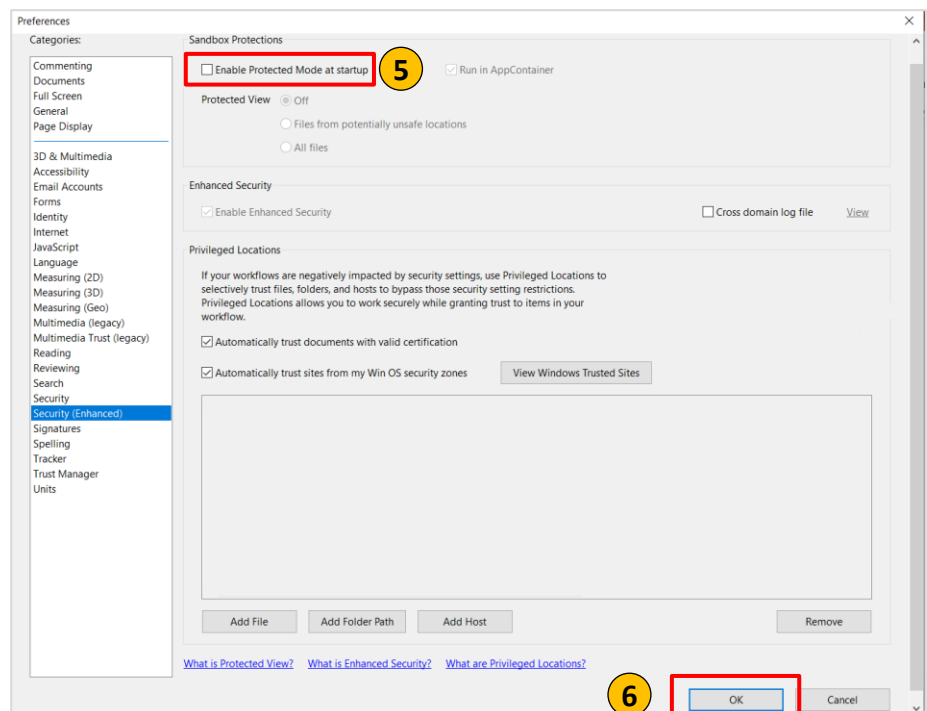 Preferences
Categories:
Commenting
Documents
Full Screen
General
Page Display
3D & Multimedia
Accessibility
Email Accounts
Forms
Identity
Internet
JavaScript
Language
Measuring (2D)
Measuring (3D)
Measuring (Geo)
Multimedia (legacy)
Multimedia Trust (legacy)
Reading
Reviewing
Search
Security
Security (Enhanced)
Signatures
Spelling
Tracker
Trust Manager
Units
Sandbox Protections
Enable Protected Mode at startup
5
Run in AppContainer
Protected View
Off
Files from potentially unsafe locations
All files
Enhanced Security
Enable Enhanced Security
Cross domain log file
View
Privileged Locations
If your workflows are negatively impacted by security settings, use Privileged Locations to
selectively trust files, folders, and hosts to bypass those security setting restrictions.
Privileged Locations allows you to work securely while granting trust to items in your
workflow.
Automatically trust documents with valid certification
Automatically trust sites from my Win OS security zones
View Windows Trusted Sites
Add File
Add Folder Path
Add Host
Remove
What is Protected View?
What is Enhanced Security?
What are Privileged Locations?
6
OK
Cancel